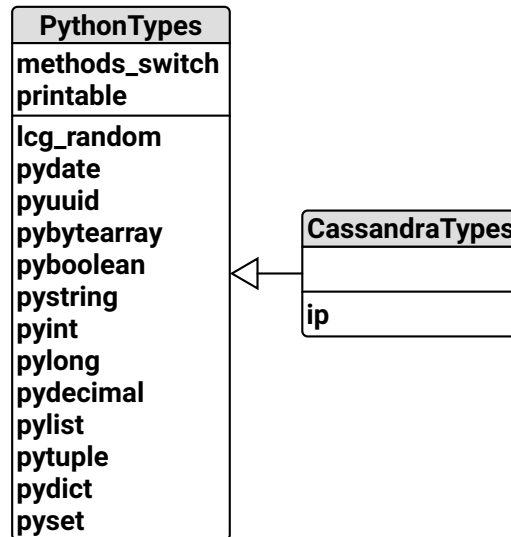 PythonTypes
methods_switch
printable
lcg_random
pydate
pyuuid
pybytearray
pyboolean
pystring
pyint
pylong
pydecimal
pylist
pytuple
pydict
pyset
CassandraTypes
ip